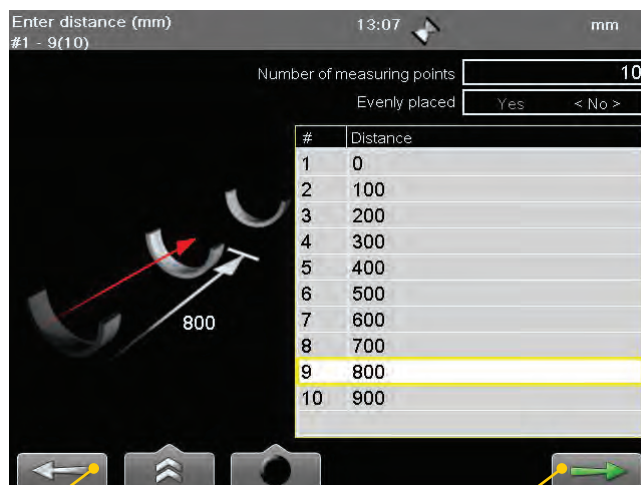 Enter distance (mm) 13:07 mm
#1 - 9(10)
Number of measuring points 10
Evenly placed Yes < No >
# Distance
1 0
2 100
3 200
4 300
5 400
6 500
7 600
8 700
9 800
10 900
800